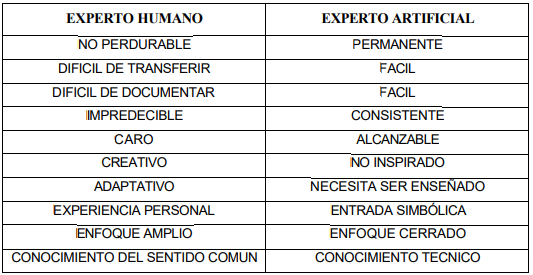 EXPERTO HUMANO EXPERTO ARTIFICIAL
NO PERDURABLE PERMANENTE
DIFICIL DE TRANSFERIR FACIL
DIFICIL DE DOCUMENTAR FACIL
IMPREDECIBLE CONSISTENTE
CARO ALCANZABLE
CREATIVO NO INSPIRADO
ADAPTATIVO NECESITA SER ENSEÑADO
EXPERIENCIA PERSONAL ENTRADA SIMBÓLICA
ENFOQUE AMPLIO ENFOQUE CERRADO
CONOCIMIENTO DEL SENTIDO COMUN CONOCIMIENTO TECNICO